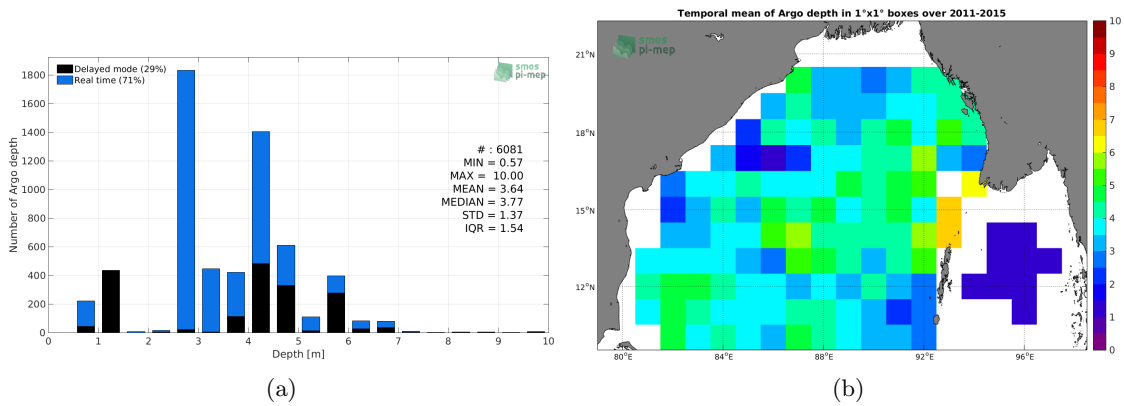 Delayed mode (29%)
Real time (71%)
smos
pi-mep
Number of Argo depth
1800
1600
1400
1200
1000
800
600
400
200
0
# : 6081
MIN = 0.57
MAX = 10.00
MEAN = 3.64
MEDIAN = 3.77
STD = 1.37
IQR = 1.54
0 1 2 3 4 5 6 7 8 9 10
Depth [m]
(a)
Temporal mean of Argo depth in 1°x1° boxes over 2011-2015
smos
pi-mep
21°N
18°N
15°N
12°N
80°E 84°E 88°E 92°E 96°E
10
9
8
7
6
5
4
3
2
1
0
(b)